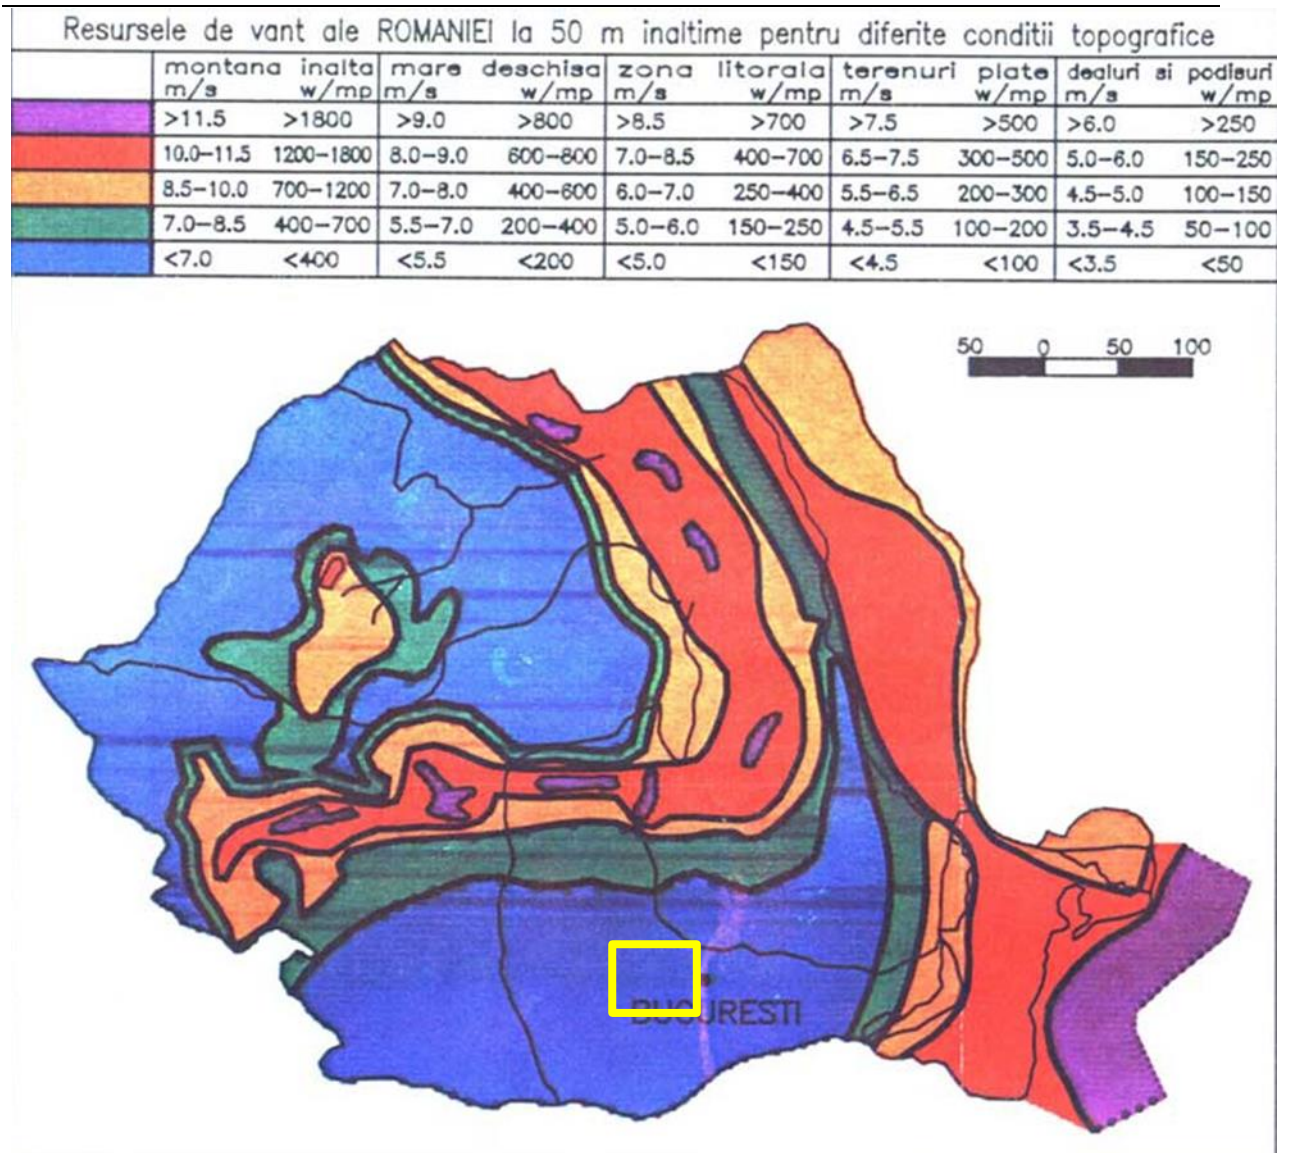 Resursele de vant ale ROMANIEI la 50 m inaltime pentru diferite conditii topografice
montana inalta mare deschisa zona litorala terenuri plate dealuri si podisuri
m/s w/mp m/s w/mp m/s w/mp m/s w/mp m/s w/mp
>11.5 >1800 >9.0 >800 >8.5 >700 >7.5 >500 >6.0 >250
10.0-11.5 1200-1800 8.0-9.0 600-800 7.0-8.5 400-700 6.5-7.5 300-500 5.0-6.0 150-250
8.5-10.0 700-1200 7.0-8.0 400-600 6.0-7.0 250-400 5.5-6.5 200-300 4.5-5.0 100-150
7.0-8.5 400-700 5.5-7.0 200-400 5.0-6.0 150-250 4.5-5.5 100-200 3.5-4.5 50-100
<7.0 <400 <5.5 <200 <5.0 <150 <4.5 <100 <3.5 <50
50 0 50 100
BUCURESTI